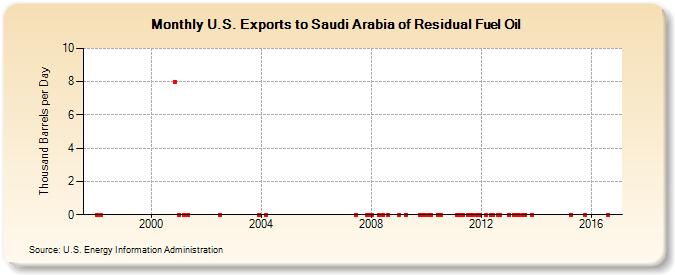 Monthly U.S. Exports to Saudi Arabia of Residual Fuel Oil
Thousand Barrels per Day
10
8
6
4
2
0
2000 2004 2008 2012 2016
Source: U.S. Energy Information Administration